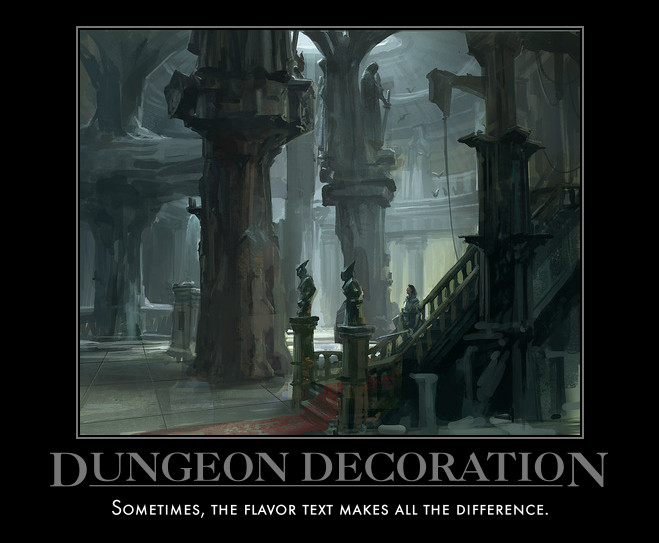 DUNGEON DECORATION
SOMETIMES, THE FLAVOR TEXT MAKES ALL THE DIFFERENCE.